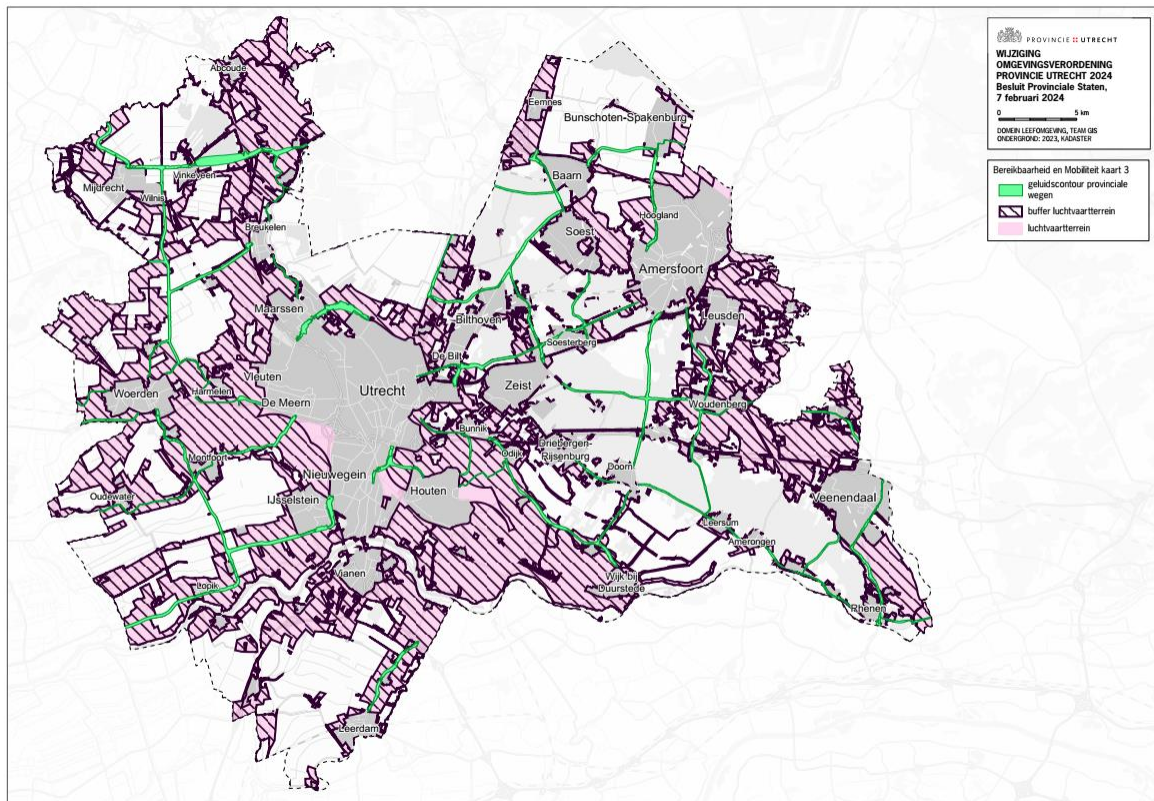 PROVINCIE UTRECHT
WIJZIGING
OMGEVINGSVERORDENING
PROVINCIE UTRECHT 2024
Besluit Provinciale Staten,
7 februari 2024
0 5 km
DOMEIN LEEFOMGEVING, TEAM GIS
ONDERGROND: 2023, KADASTER
Bereikbaarheid en Mobiliteit kaart 3
geluidscontour provinciale
wegen
buffer luchtvaartterrein
luchtvaartterrein
Abcoude
Eemnes
Bunschoten-Spakenburg
Vinkeveen
Mijdrecht
Wilnis
Baarn
Hoogland
Breukelen
Soest
Amersfoort
Maarssen
Bilthoven
Leusden
Soesterberg
De Bilt
Vleuten
Utrecht
Zeist
Woerden
Harmelen
De Meern
Woudenberg
Bunnik
Driebergen-
Rijsenburg
Odijk
Montfoort
Nieuwegein
Doorn
Houten
Veenendaal
Oudewater
IJsselstein
Leersum
Amerongen
Vianen
Wijk bij
Duurstede
Lopik
Rhenen
Leerdam